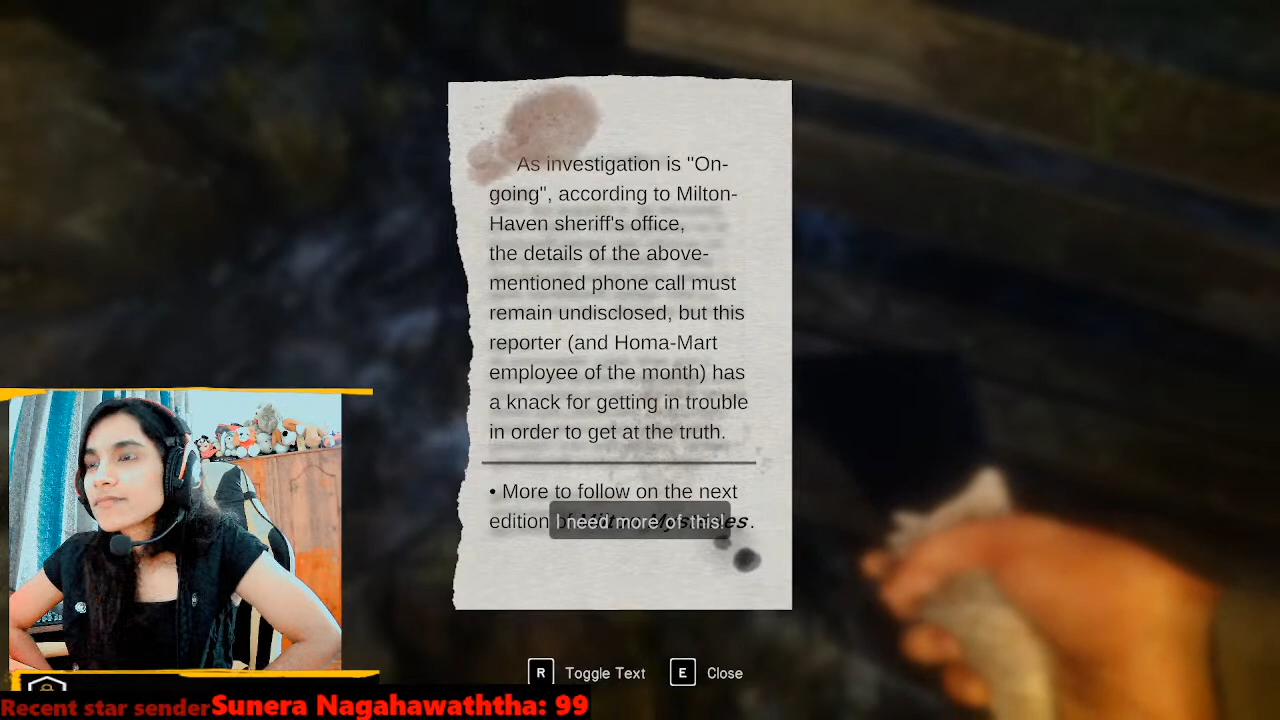 As investigation is "On-
going", according to Milton-
Haven sheriff's office,
the details of the above-
mentioned phone call must
remain undisclosed, but this
reporter (and Homa-Mart
employee of the month) has
a knack for getting in trouble
in order to get at the truth.
• More to follow on the next
edition of
I need more of this!
R Toggle Text E Close
Recent star sender Sunera Nagahawaththa: 99